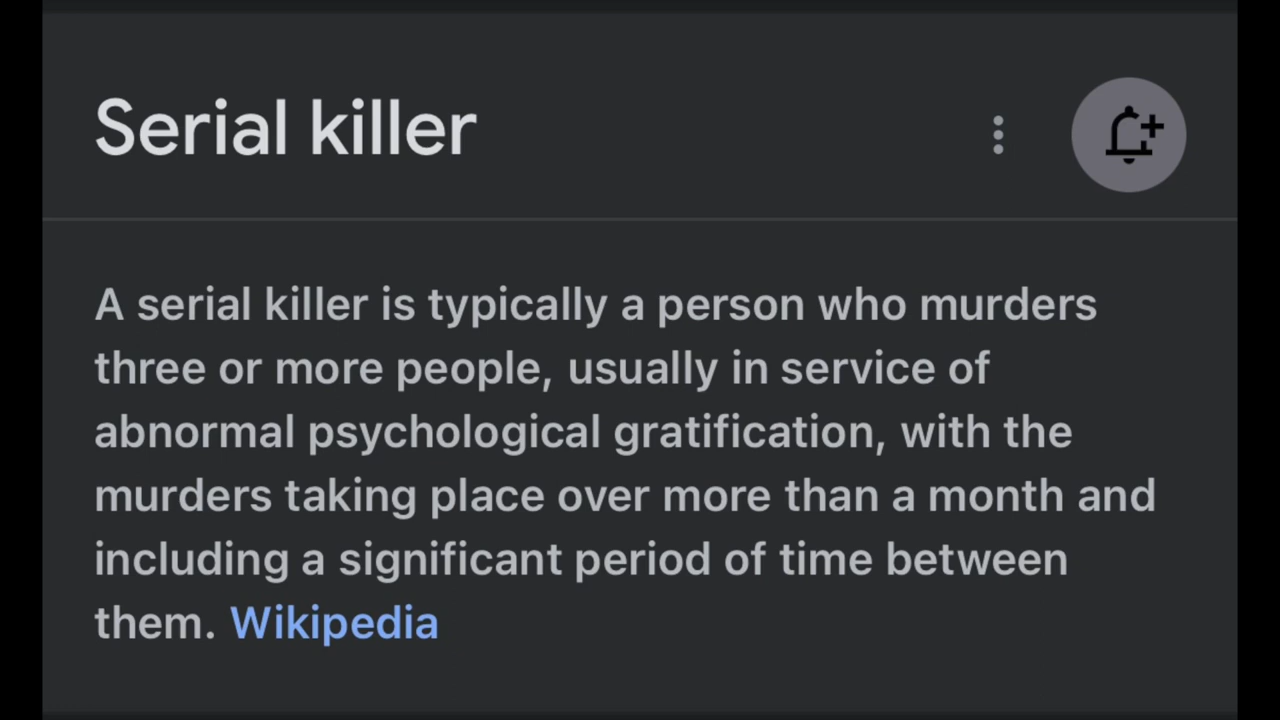 Serial killer
A serial killer is typically a person who murders
three or more people, usually in service of
abnormal psychological gratification, with the
murders taking place over more than a month and
including a significant period of time between
them. Wikipedia